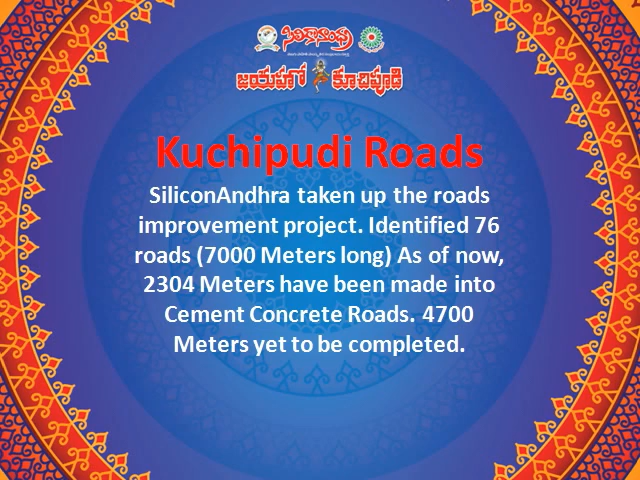 సిలికానాంధ్ర
జయహో కూచిపూడి
Kuchipudi Roads
SiliconAndhra taken up the roads
improvement project. Identified 76
roads (7000 Meters long) As of now,
2304 Meters have been made into
Cement Concrete Roads. 4700
Meters yet to be completed.